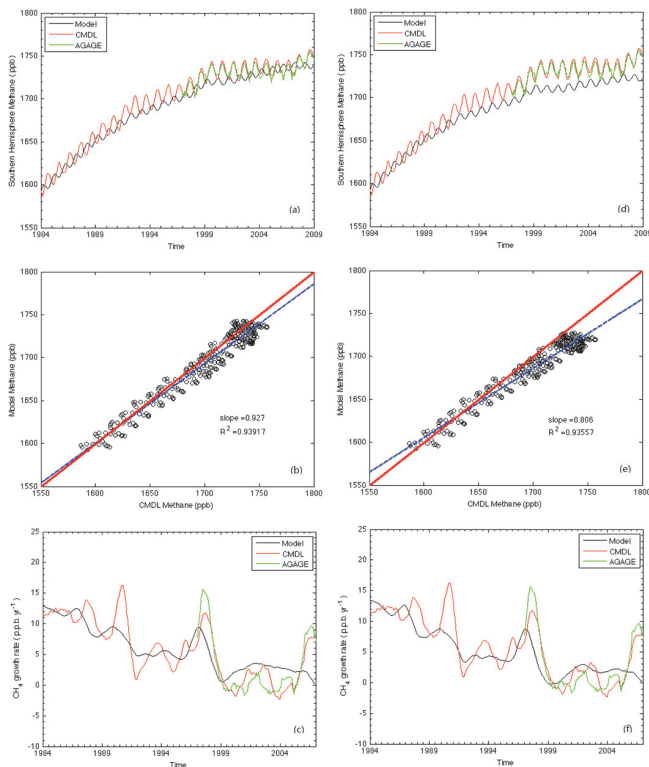 Model
CMDL
AGAGE
Southern Hemisphere Methane ( ppb)
1800
1750
1700
1650
1600
1550
1984
1989
1994
1999
2004
2009
Time
(a)
Model
CMDL
AGAGE
Southern Hemisphere Methane ( ppb)
1800
1750
1700
1650
1600
1550
1984
1989
1994
1999
2004
2009
Time
(d)
Model Methane (ppb)
1800
1750
1700
1650
1600
1550
1550
1600
1650
1700
1750
1800
CMDL Methane (ppb)
slope =0.927
R2 =0.93917
(b)
Model Methane (ppb)
1800
1750
1700
1650
1600
1550
1550
1600
1650
1700
1750
1800
CMDL Methane (ppb)
slope =0.806
R2 =0.93557
(e)
Model
CMDL
AGAGE
CH4 growth rate ( p.p.b. yr-1)
25
20
15
10
5
0
-5
-10
1984
1989
1994
1999
2004
Time
(c)
Model
CMDL
AGAGE
CH4 growth rate ( p.p.b. yr-1)
25
20
15
10
5
0
-5
-10
1984
1989
1994
1999
2004
Time
(f)